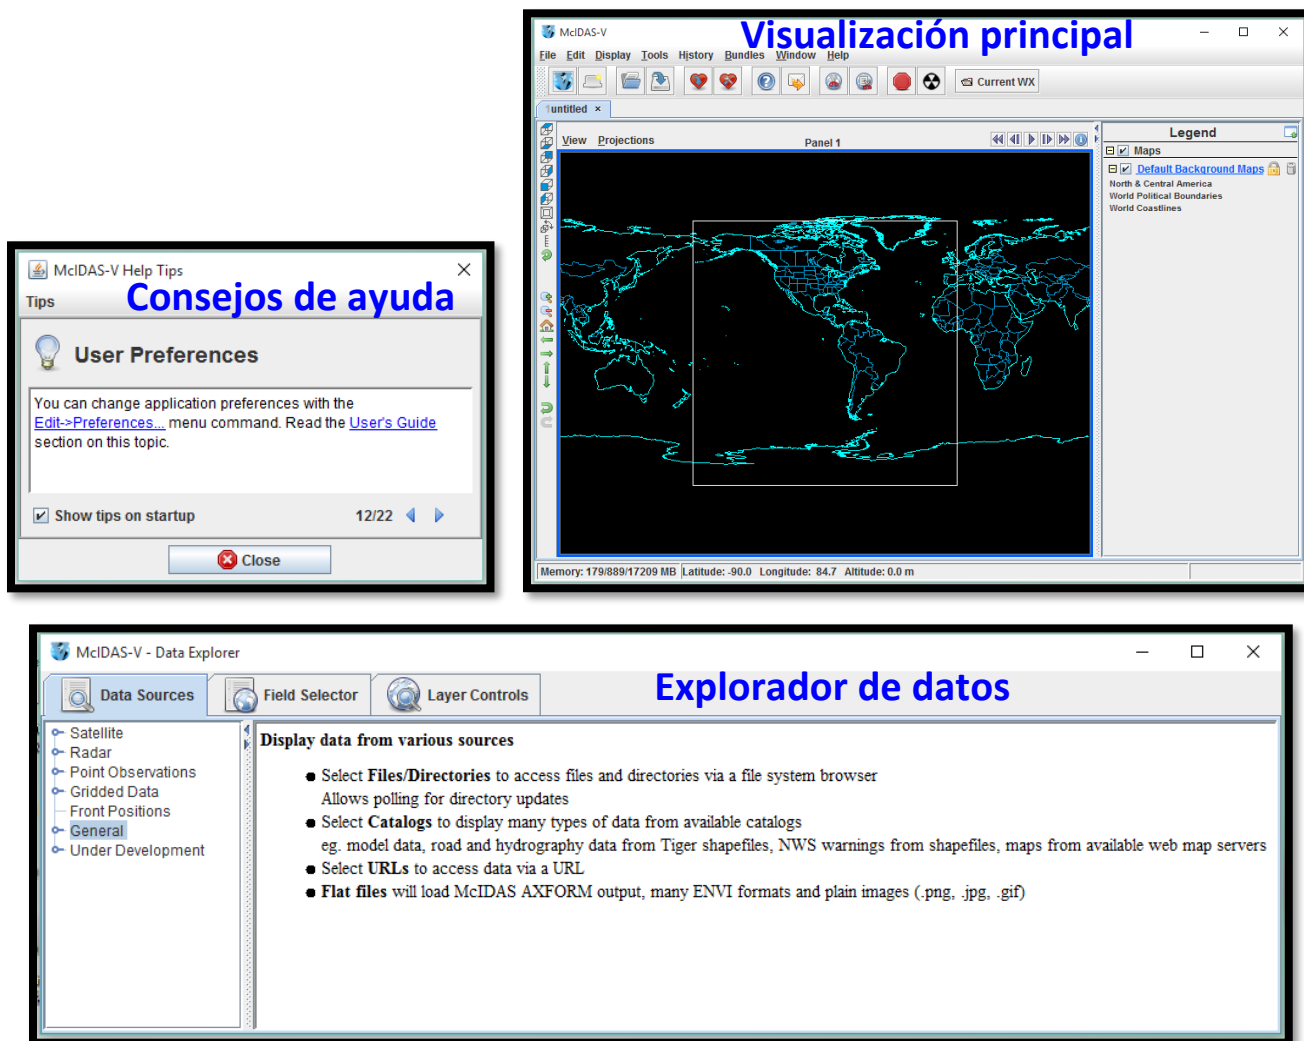 McIDAS-V
Visualización principal
File Edit Display Tools History Bundles Window Help
Current WX
untitled ×
View Projections
Panel 1
Legend
Maps
Default Background Maps
North & Central America
World Political Boundaries
World Coastlines
Memory: 179/889/17209 MB Latitude: -90.0 Longitude: 84.7 Altitude: 0.0 m
McIDAS-V Help Tips
Tips
Consejos de ayuda
User Preferences
You can change application preferences with the
Edit->Preferences... menu command. Read the User's Guide
section on this topic.
Show tips on startup 12/22
Close
McIDAS-V - Data Explorer
Data Sources Field Selector Layer Controls
Explorador de datos
Satellite
Radar
Point Observations
Gridded Data
Front Positions
General
Under Development
Display data from various sources
Select Files/Directories to access files and directories via a file system browser
Allows polling for directory updates
Select Catalogs to display many types of data from available catalogs
eg. model data, road and hydrography data from Tiger shapefiles, NWS warnings from shapefiles, maps from available web map servers
Select URLs to access data via a URL
Flat files will load McIDAS AXFORM output, many ENVI formats and plain images (.png, .jpg, .gif)